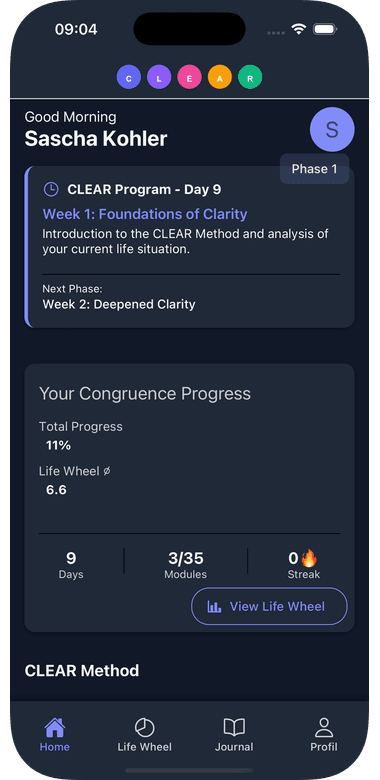 09:04
C L E A R
Good Morning
Sascha Kohler
S
Phase 1
CLEAR Program - Day 9
Week 1: Foundations of Clarity
Introduction to the CLEAR Method and analysis of
your current life situation.
Next Phase:
Week 2: Deepened Clarity
Your Congruence Progress
Total Progress
11%
Life Wheel ⌀
6.6
9 3/35 0🔥
Days Modules Streak
View Life Wheel
CLEAR Method
Home Life Wheel Journal Profil